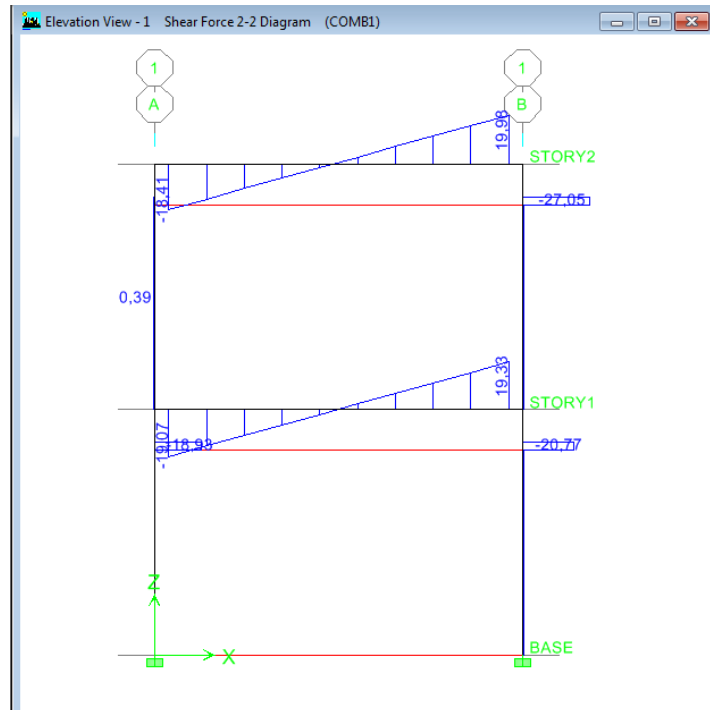 Elevation View - 1 Shear Force 2-2 Diagram (COMB1)
1 1
A B
19,98
STORY2
-18,41
-27,05
0,39
19,33
STORY1
-19,07
-18,93
-20,77
Z
X
BASE